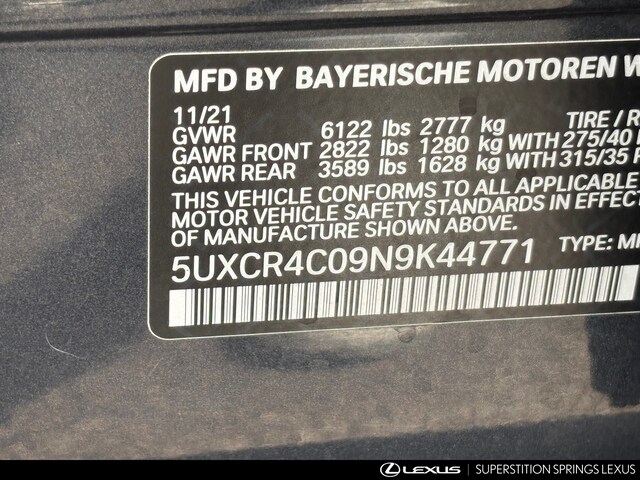 MFD BY BAYERISCHE MOTOREN W
11/21
GVWR 6122 lbs 2777 kg TIRE / R
GAWR FRONT 2822 lbs 1280 kg WITH 275/40
GAWR REAR 3589 lbs 1628 kg WITH 315/35
THIS VEHICLE CONFORMS TO ALL APPLICABLE
MOTOR VEHICLE SAFETY STANDARDS IN EFFECT
OF MANUFACTURE SHOWN ABOVE.
5UXCR4C09N9K44771 TYPE: M
LEXUS | SUPERSTITION SPRINGS LEXUS